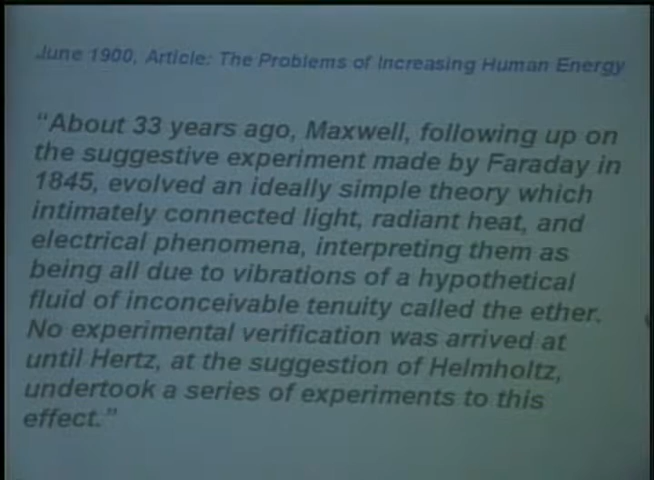 June 1900, Article: The Problems of Increasing Human Energy
"About 33 years ago, Maxwell, following up on
the suggestive experiment made by Faraday in
1845, evolved an ideally simple theory which
intimately connected light, radiant heat, and
electrical phenomena, interpreting them as
being all due to vibrations of a hypothetical
fluid of inconceivable tenuity called the ether.
No experimental verification was arrived at
until Hertz, at the suggestion of Helmholtz,
undertook a series of experiments to this
effect."